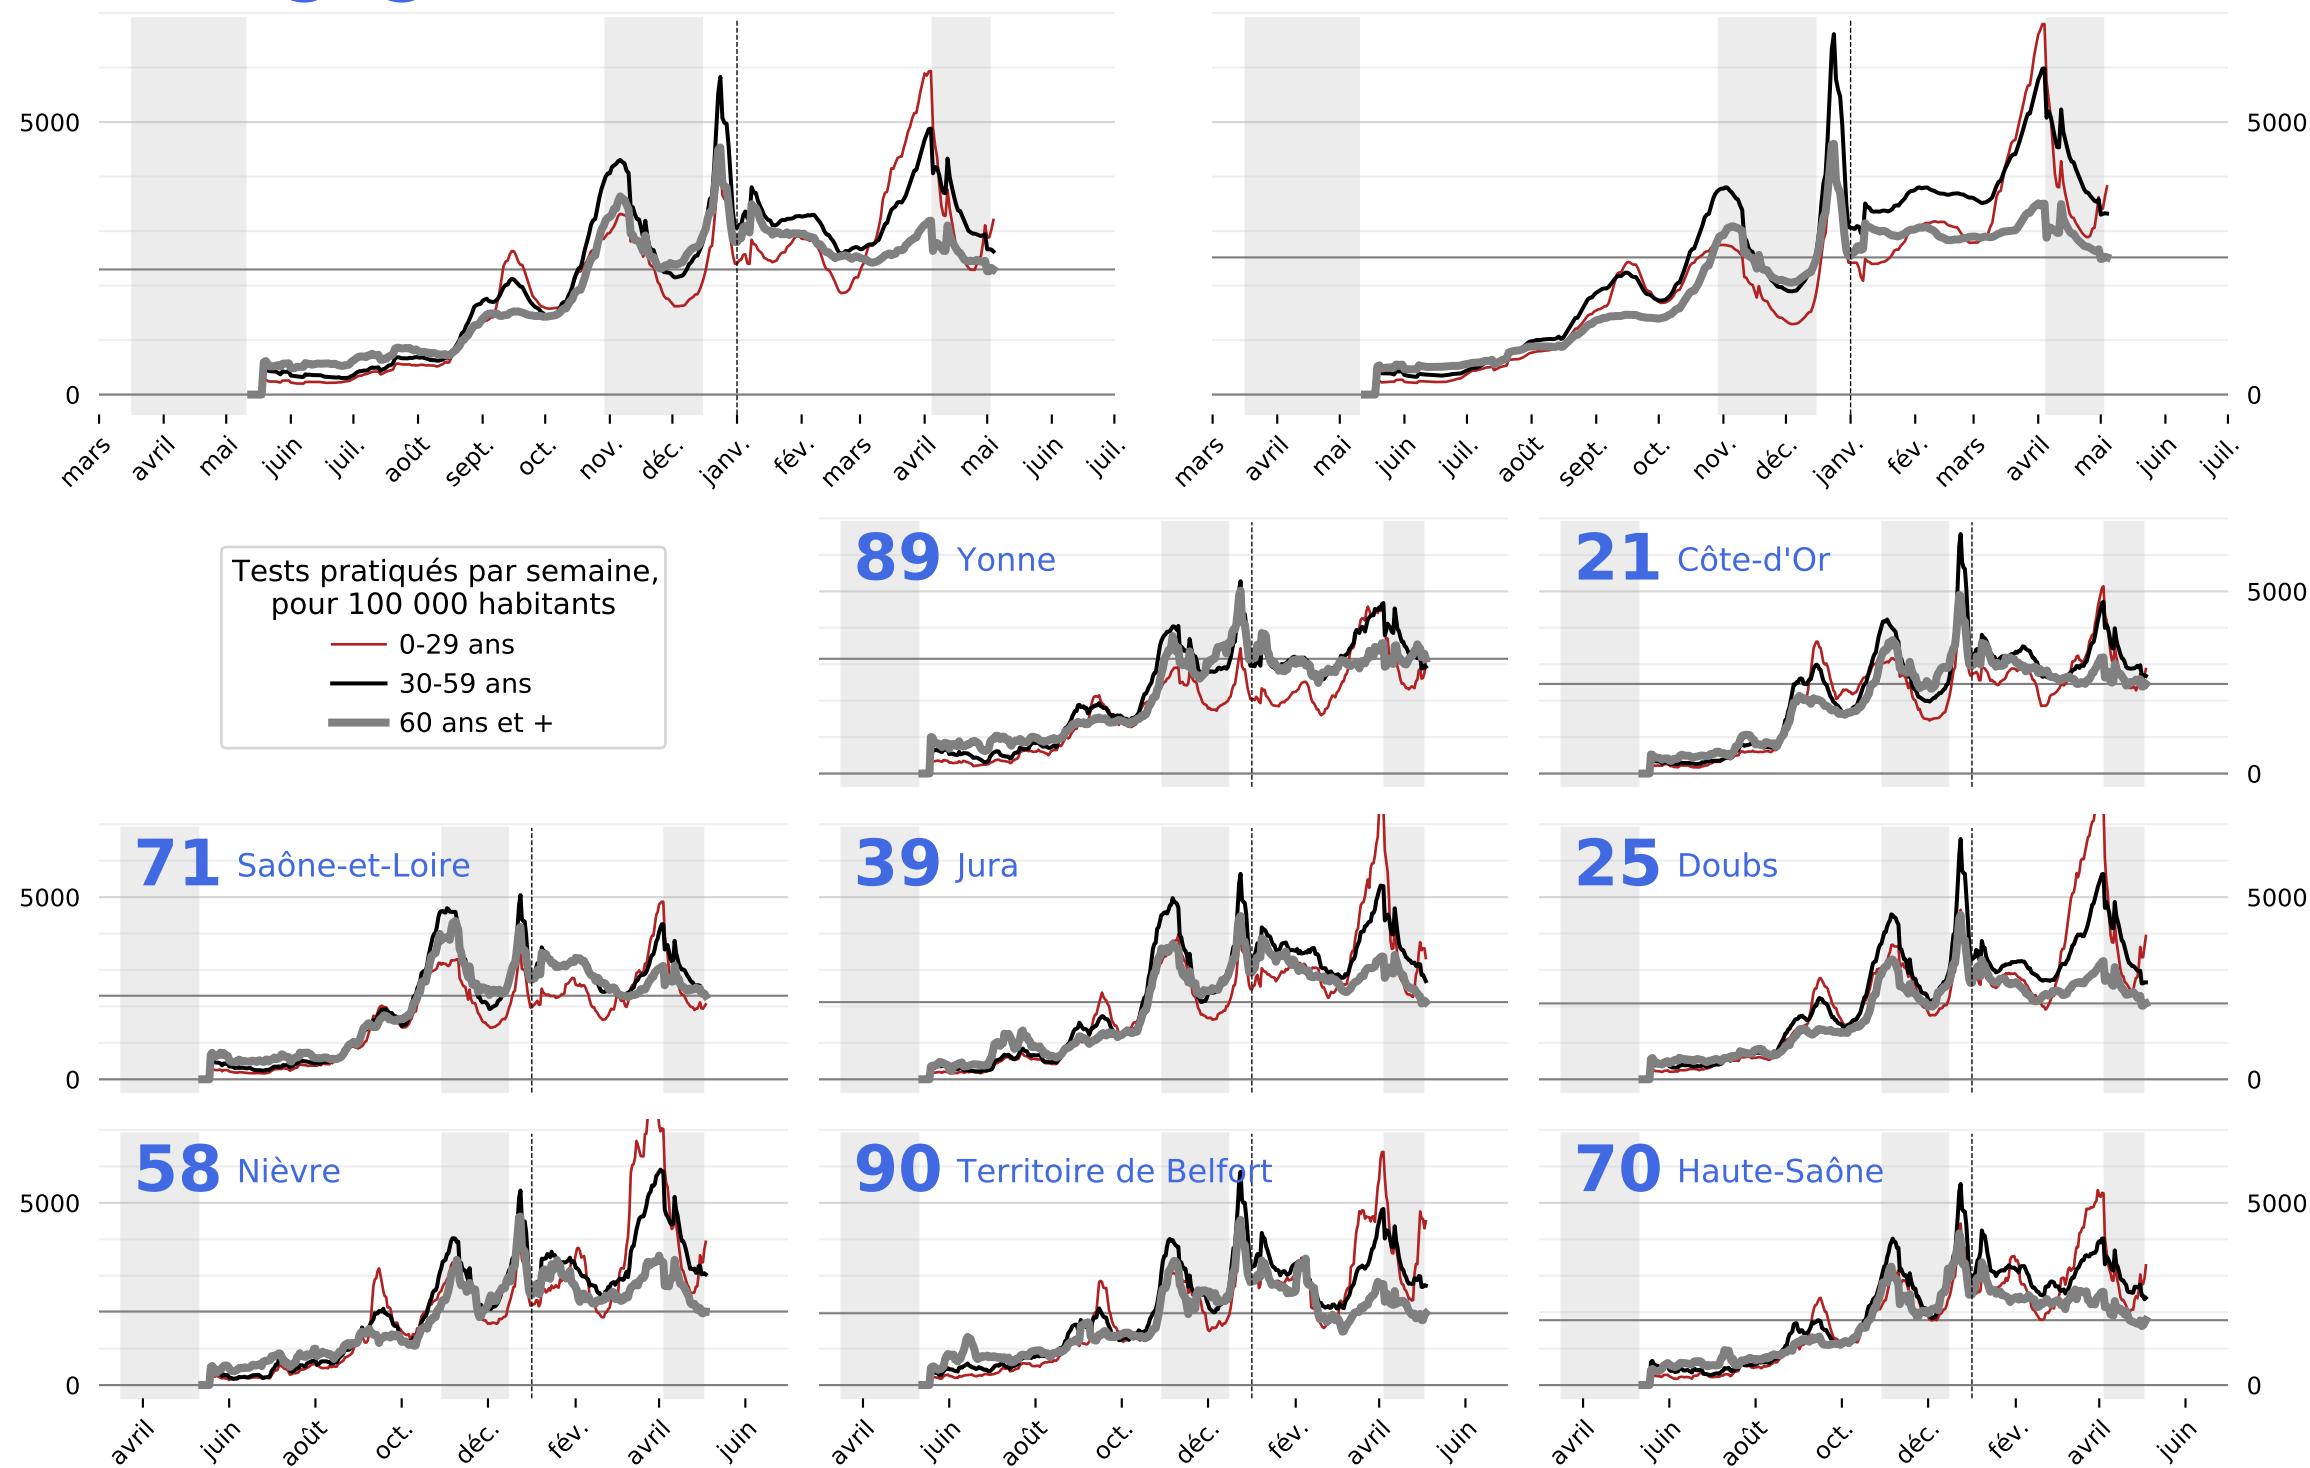 5000
0
mars avril mai juin juil. août sept. oct. nov. déc. janv. fév. mars avril mai juin juil.
5000
0
mars avril mai juin juil. août sept. oct. nov. déc. janv. fév. mars avril mai juin juil.
Tests pratiqués par semaine,
pour 100 000 habitants
0-29 ans
30-59 ans
60 ans et +
89 Yonne
21 Côte-d'Or
5000
0
71 Saône-et-Loire
5000
0
39 Jura
25 Doubs
5000
0
58 Nièvre
5000
0
avril juin août oct. déc. fév. avril juin
90 Territoire de Belfort
avril juin août oct. déc. fév. avril juin
70 Haute-Saône
5000
0
avril juin août oct. déc. fév. avril juin